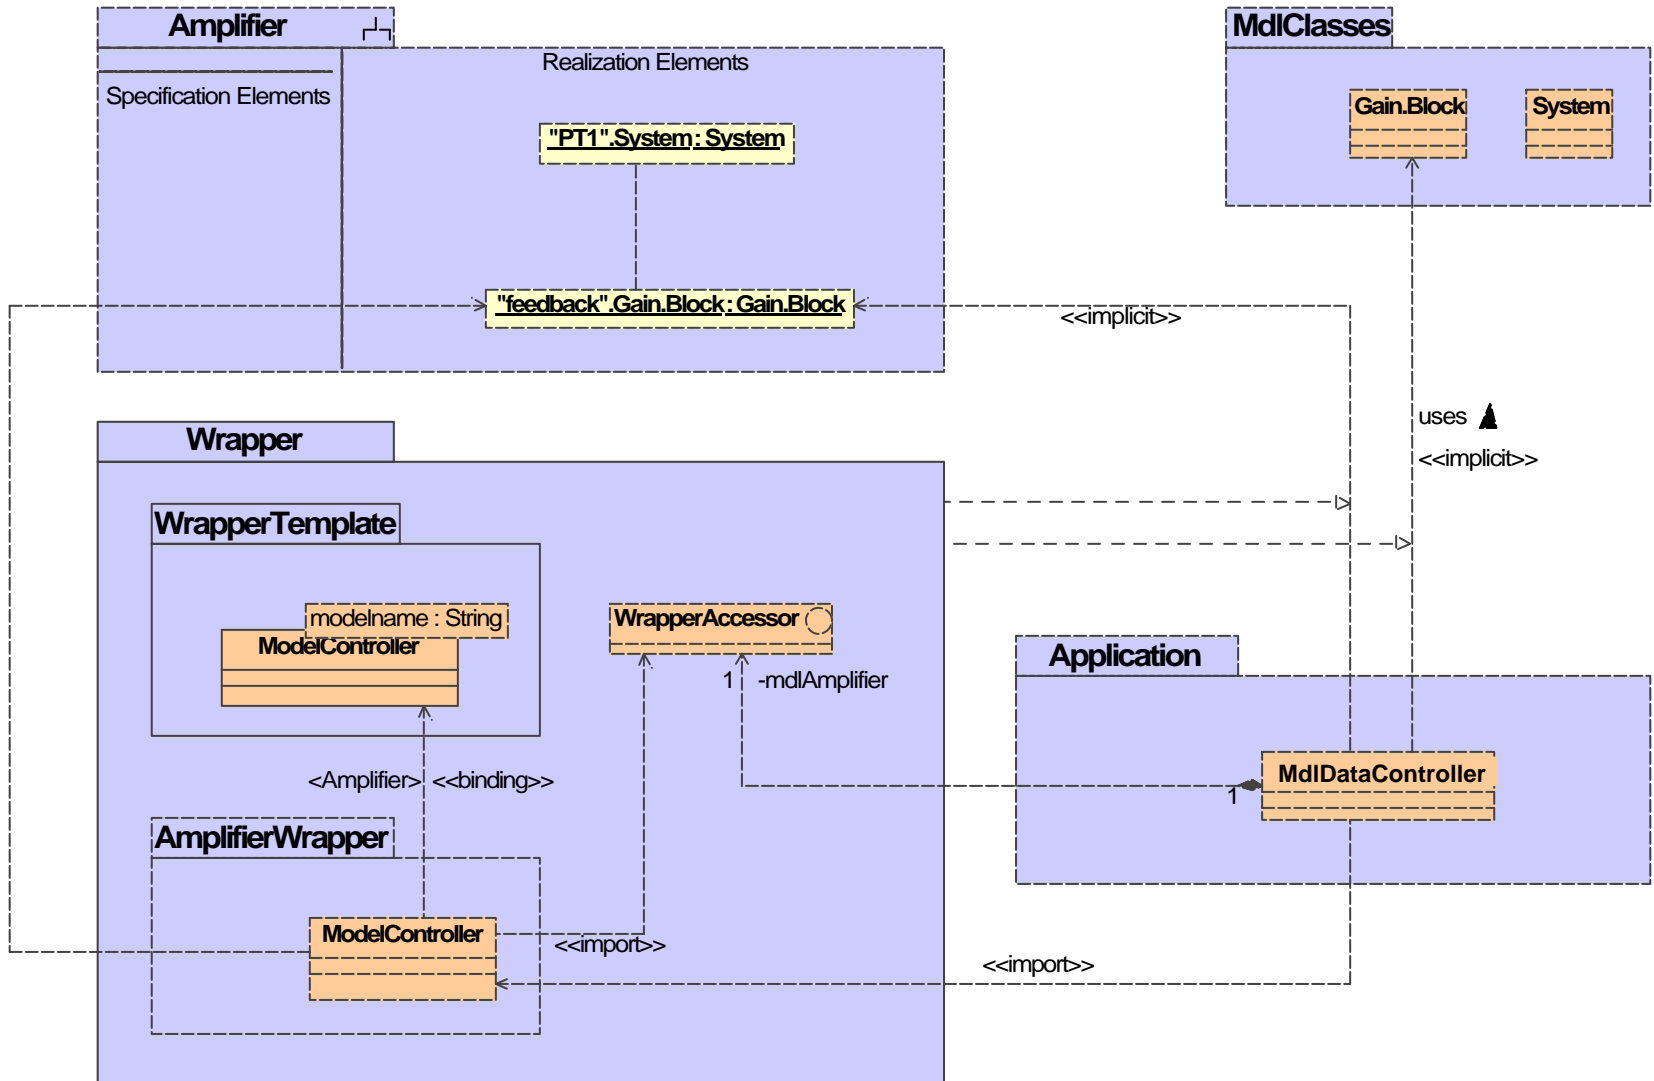 Amplifier
Realization Elements
Specification Elements
"PT1".System : System
"feedback".Gain.Block : Gain.Block
MdlClasses
Gain.Block
System
<<implicit>>
uses
<<implicit>>
Wrapper
WrapperTemplate
modelname : String
ModelController
WrapperAccessor
1 -mdlAmplifier
<Amplifier> <<binding>>
AmplifierWrapper
ModelController
<<import>>
Application
MdlDataController
1
<<import>>